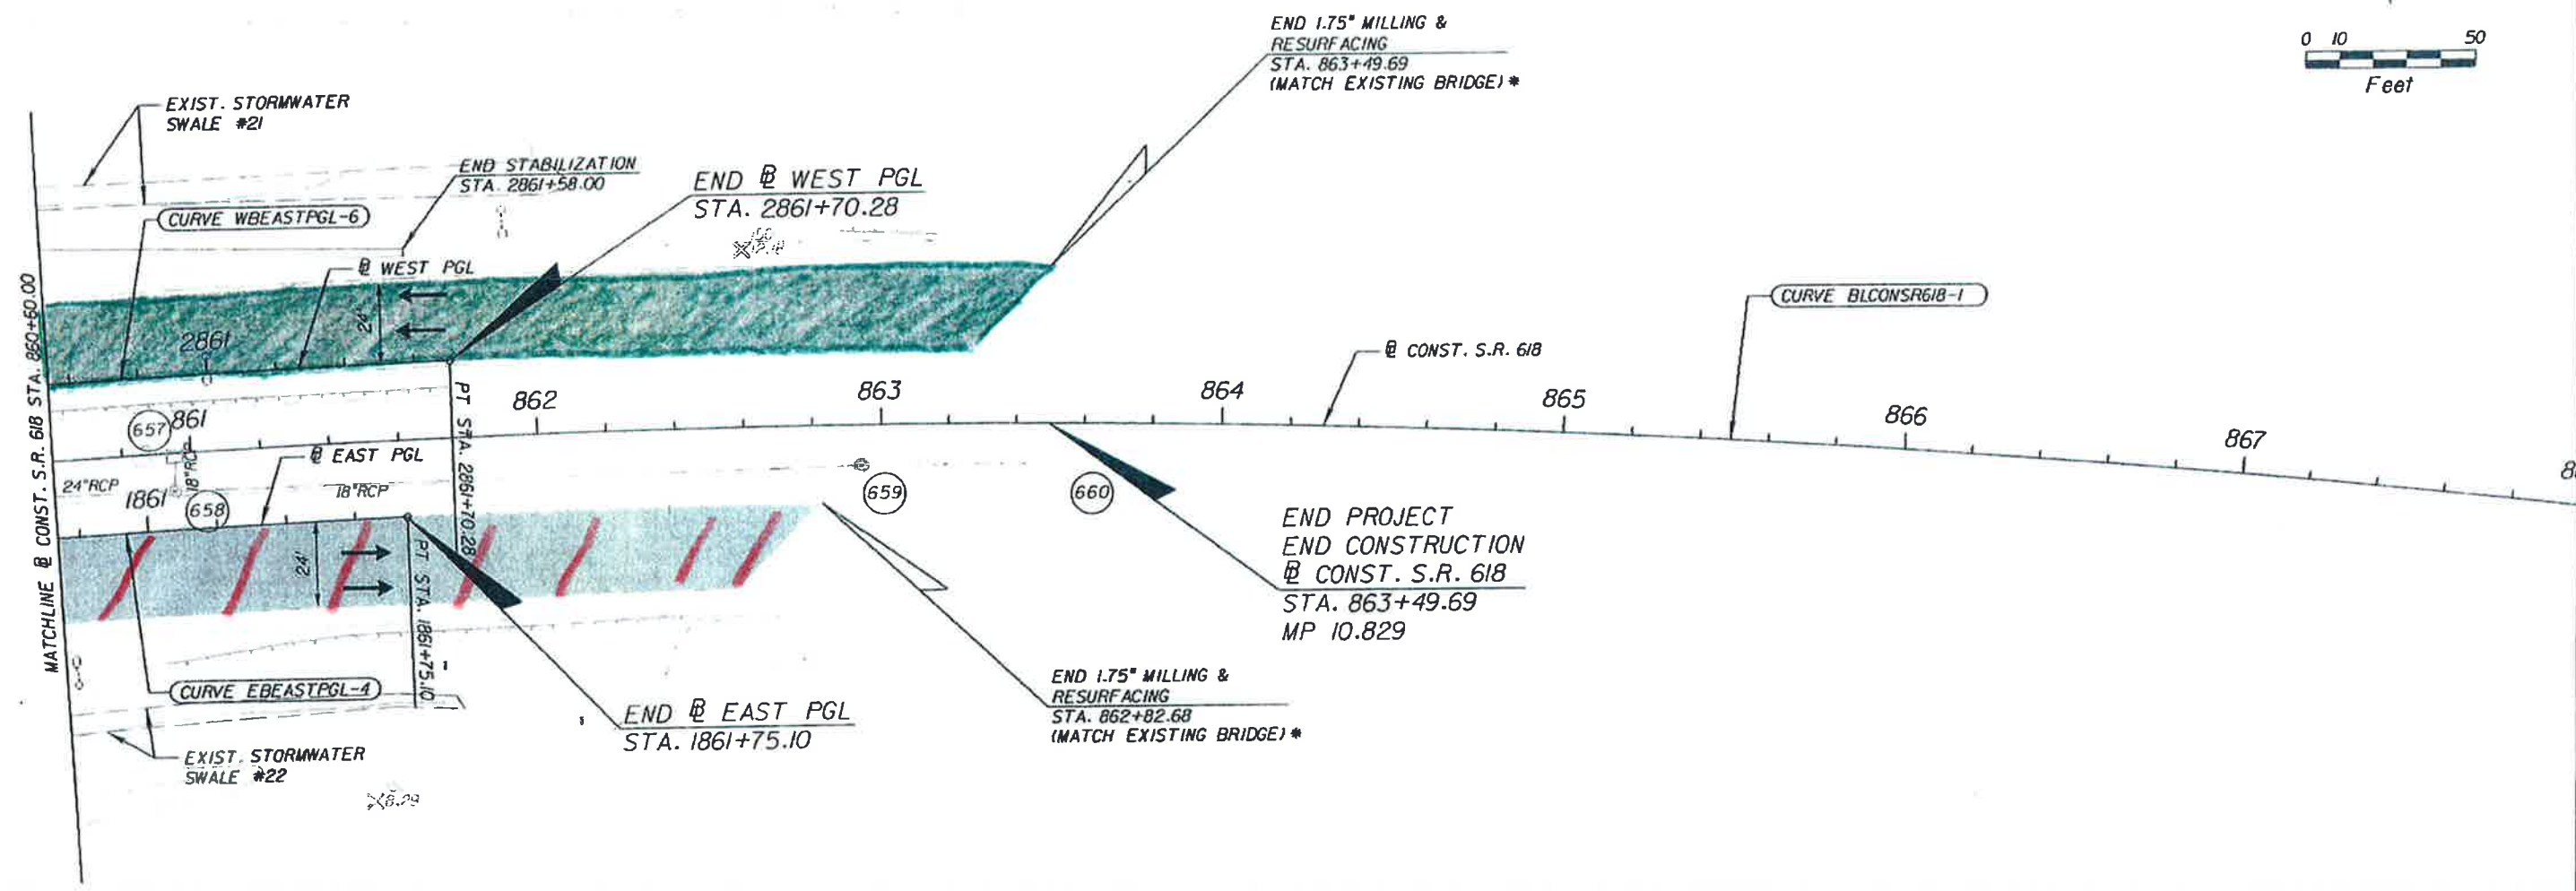 END 1.75" MILLING &
RESURFACING
STA. 863+49.69
(MATCH EXISTING BRIDGE) *
0 10 50
Feet
EXIST. STORMWATER
SWALE #21
END STABILIZATION
STA. 2861+58.00
END ⅊ WEST PGL
STA. 2861+70.28
CURVE WBEASTPGL-6
⅊ WEST PGL
24'
2861
MATCHLINE ⅊ CONST. S.R. 618 STA. 860+60.00
CURVE BLCONSR618-1
⅊ CONST. S.R. 618
861
862
863
864
865
866
867
657
PT STA. 2861+70.28
⅊ EAST PGL
24"RCP
18"RCP
18"RCP
1861
658
659
660
24'
PT STA. 1861+75.10
END PROJECT
END CONSTRUCTION
⅊ CONST. S.R. 618
STA. 863+49.69
MP 10.829
CURVE EBEASTPGL-4
END ⅊ EAST PGL
STA. 1861+75.10
END 1.75" MILLING &
RESURFACING
STA. 862+82.68
(MATCH EXISTING BRIDGE) *
EXIST. STORMWATER
SWALE #22